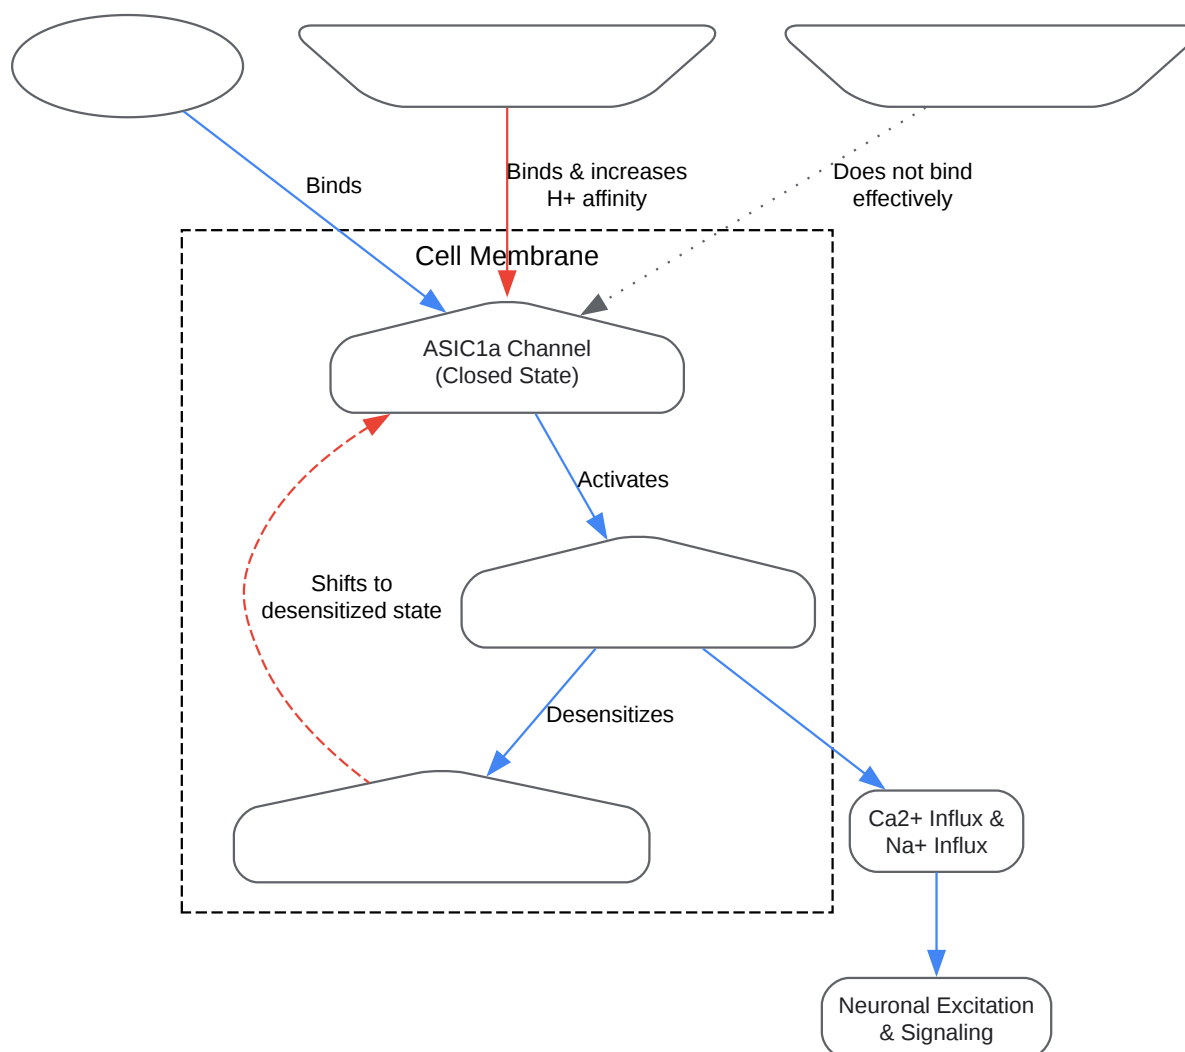 Binds
Binds & increases
H+ affinity
Does not bind
effectively
Cell Membrane
ASIC1a Channel
(Closed State)
Activates
Shifts to
desensitized state
Desensitizes
Ca2+ Influx &
Na+ Influx
Neuronal Excitation
& Signaling